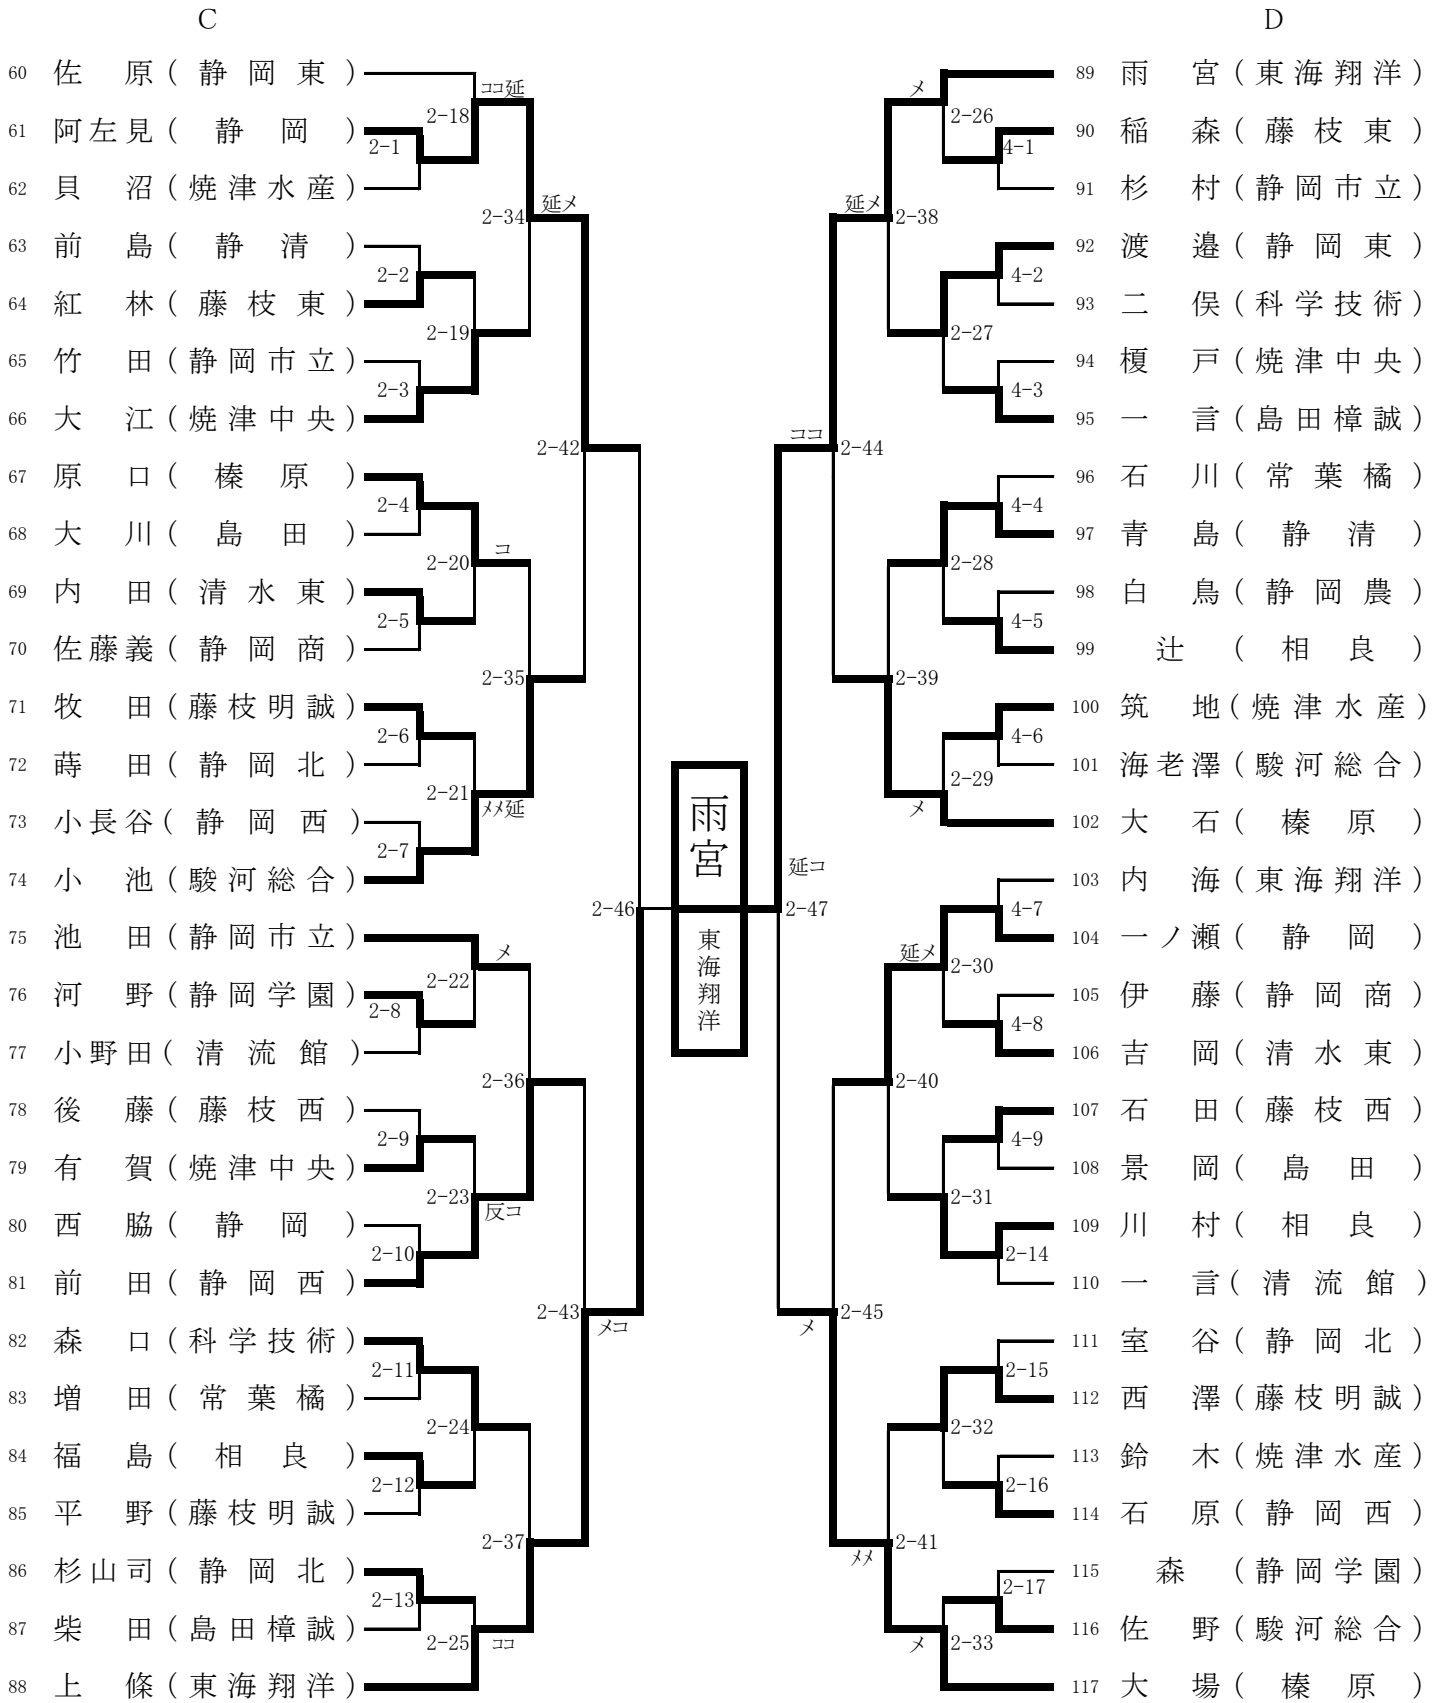 C
60 佐原(静岡東)
61 阿左見(静岡)
62 貝沼(焼津水産)
63 前島(静清)
64 紅林(藤枝東)
65 竹田(静岡市立)
66 大江(焼津中央)
67 原口(榛原)
68 大川(島田)
69 内田(清水東)
70 佐藤義(静岡商)
71 牧田(藤枝明誠)
72 蒔田(静岡北)
73 小長谷(静岡西)
74 小池(駿河総合)
75 池田(静岡市立)
76 河野(静岡学園)
77 小野田(清流館)
78 後藤(藤枝西)
79 有賀(焼津中央)
80 西脇(静岡)
81 前田(静岡西)
82 森口(科学技術)
83 増田(常葉橘)
84 福島(相良)
85 平野(藤枝明誠)
86 杉山司(静岡北)
87 柴田(島田樟誠)
88 上條(東海翔洋)
2-1
2-2
2-3
2-4
2-5
2-6
2-7
2-8
2-9
2-10
2-11
2-12
2-13
ココ延
2-18
2-19
2-20
コ
2-21
メメ延
メ
2-22
2-23
反コ
2-24
2-25
ココ
2-34
延メ
2-35
2-36
2-37
2-42
2-43
メコ
2-46
雨宮
東海翔洋
延コ
2-47
ココ
2-44
2-45
メ
延メ
2-38
2-39
2-40
2-41
メメ
メ
2-26
2-27
2-28
2-29
メ
延メ
2-30
2-31
2-32
2-33
メ
4-1
4-2
4-3
4-4
4-5
4-6
4-7
4-8
4-9
2-14
2-15
2-16
2-17
D
89 雨宮(東海翔洋)
90 稲森(藤枝東)
91 杉村(静岡市立)
92 渡邉(静岡東)
93 二俣(科学技術)
94 榎戸(焼津中央)
95 一言(島田樟誠)
96 石川(常葉橘)
97 青島(静清)
98 白鳥(静岡農)
99 辻(相良)
100 筑地(焼津水産)
101 海老澤(駿河総合)
102 大石(榛原)
103 内海(東海翔洋)
104 一ノ瀬(静岡)
105 伊藤(静岡商)
106 吉岡(清水東)
107 石田(藤枝西)
108 景岡(島田)
109 川村(相良)
110 一言(清流館)
111 室谷(静岡北)
112 西澤(藤枝明誠)
113 鈴木(焼津水産)
114 石原(静岡西)
115 森(静岡学園)
116 佐野(駿河総合)
117 大場(榛原)